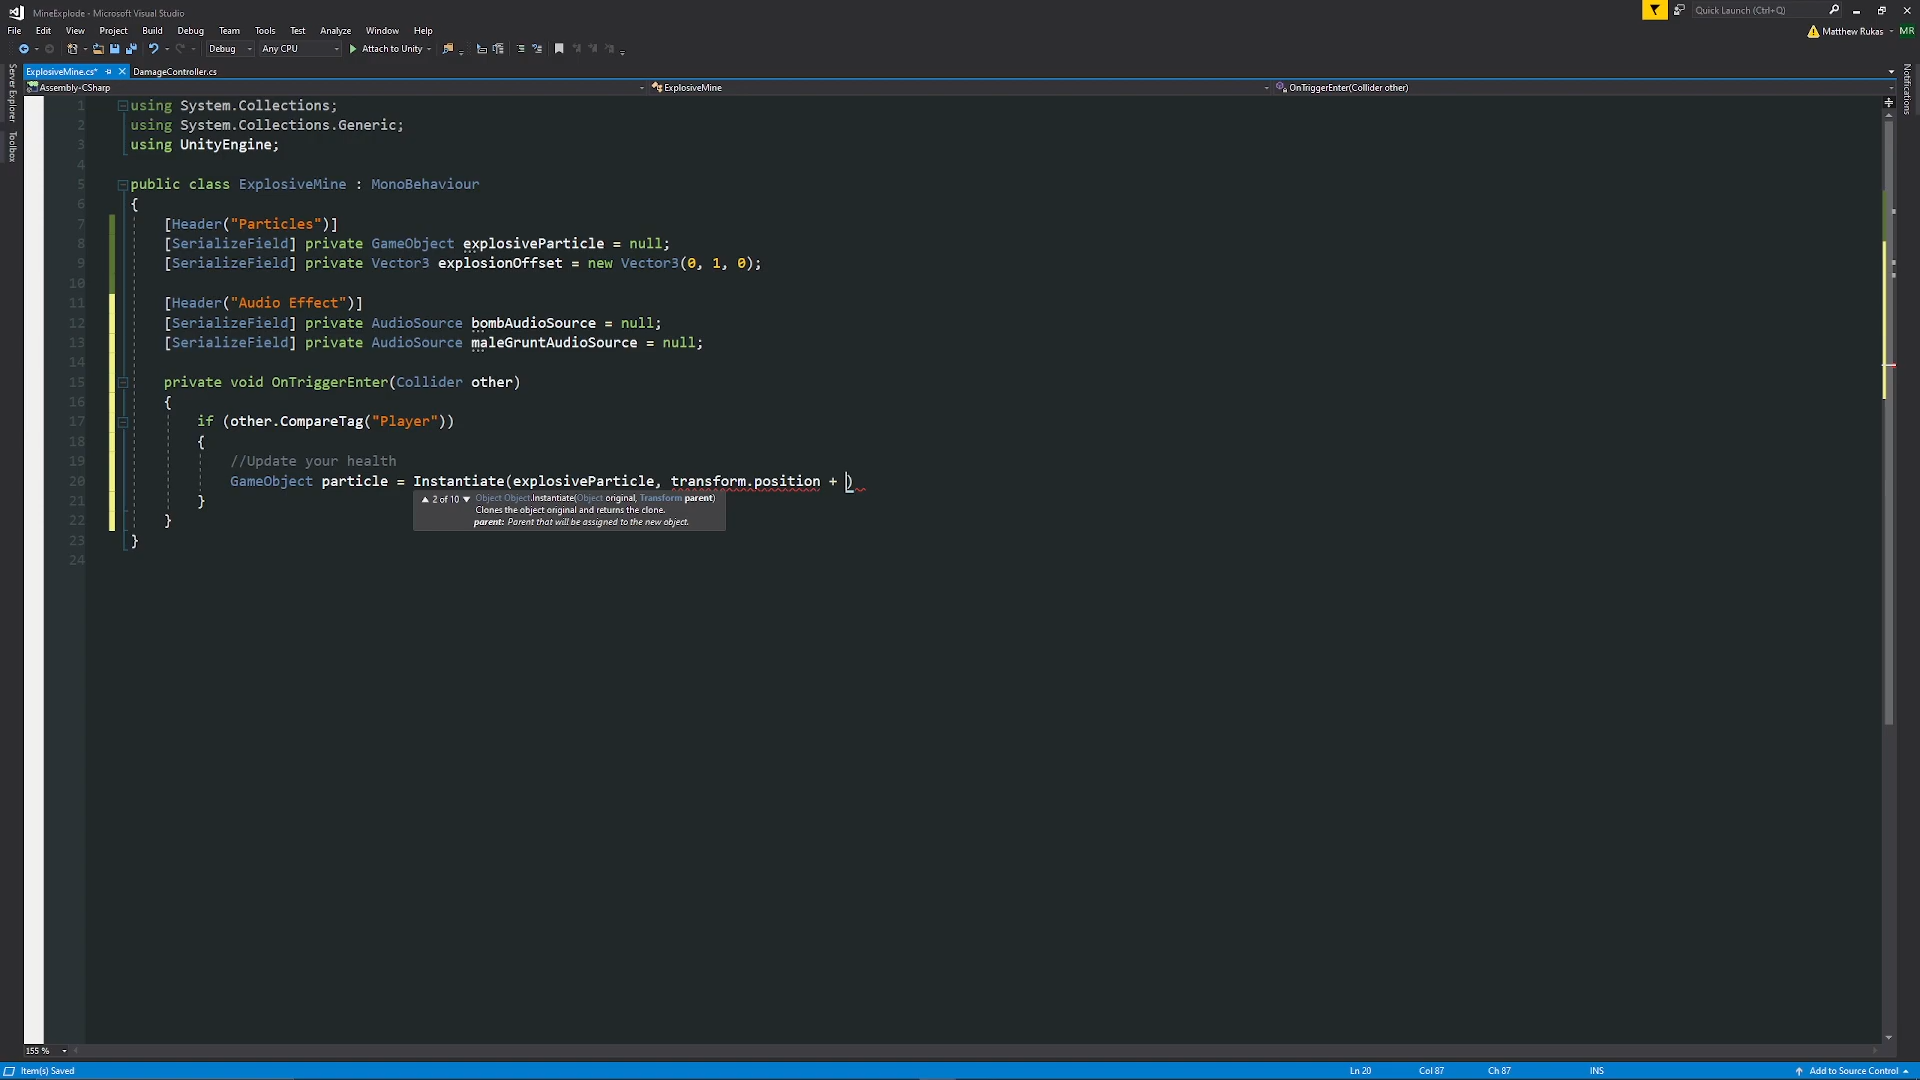 MineExplode - Microsoft Visual Studio
Quick Launch (Ctrl+Q)
File Edit View Project Build Debug Team Tools Test Analyze Window Help
Matthew Rukas MR
Debug Any CPU Attach to Unity
Server Explorer
Toolbox
Notifications
ExplosiveMine.cs* DamageController.cs
Assembly-CSharp ExplosiveMine OnTriggerEnter(Collider other)
1 using System.Collections;
2 using System.Collections.Generic;
3 using UnityEngine;
4
5 public class ExplosiveMine : MonoBehaviour
6 {
7 [Header("Particles")]
8 [SerializeField] private GameObject explosiveParticle = null;
9 [SerializeField] private Vector3 explosionOffset = new Vector3(0, 1, 0);
10
11 [Header("Audio Effect")]
12 [SerializeField] private AudioSource bombAudioSource = null;
13 [SerializeField] private AudioSource maleGruntAudioSource = null;
14
15 private void OnTriggerEnter(Collider other)
16 {
17 if (other.CompareTag("Player"))
18 {
19 //Update your health
20 GameObject particle = Instantiate(explosiveParticle, transform.position + )
▲ 2 of 10 ▼ Object Object.Instantiate(Object original, Transform parent)
Clones the object original and returns the clone.
parent: Parent that will be assigned to the new object.
21 }
22 }
23 }
24
155 %
Item(s) Saved Ln 20 Col 87 Ch 87 INS Add to Source Control